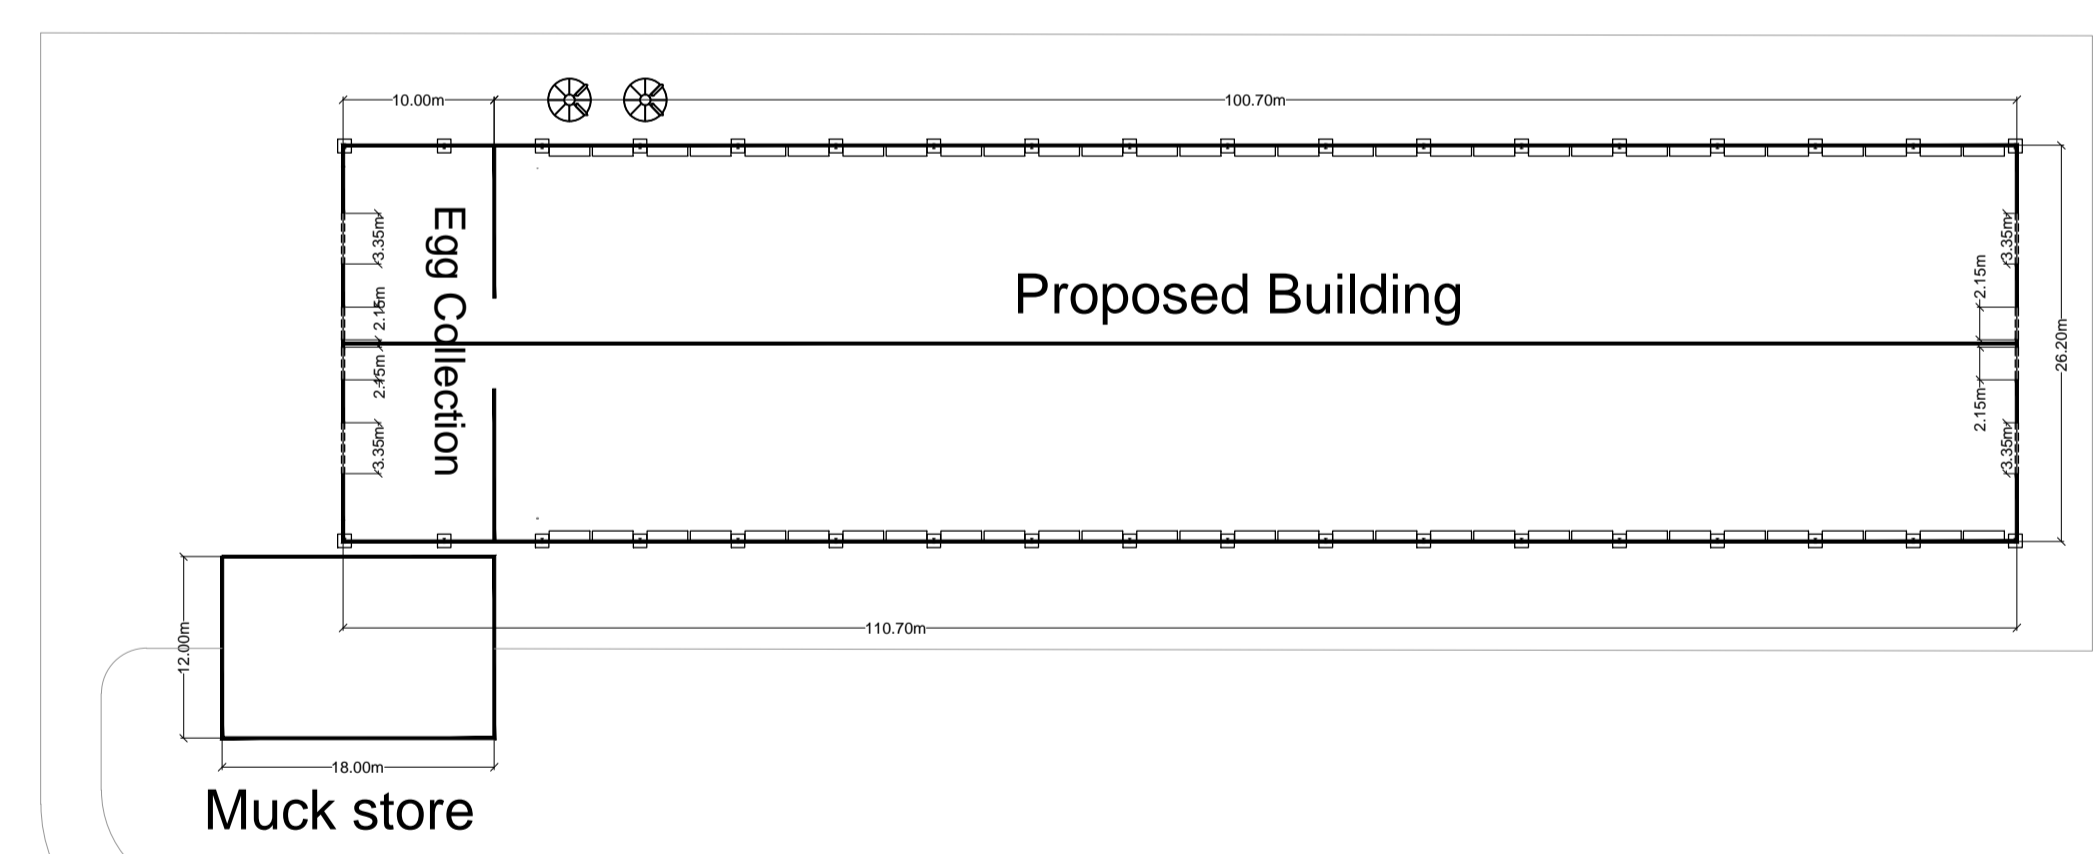 10.00m
100.70m
3.35m
2.15m
2.15m
3.35m
Egg Collection
Proposed Building
3.35m
2.15m
2.15m
3.35m
26.20m
110.70m
12.00m
18.00m
Muck store